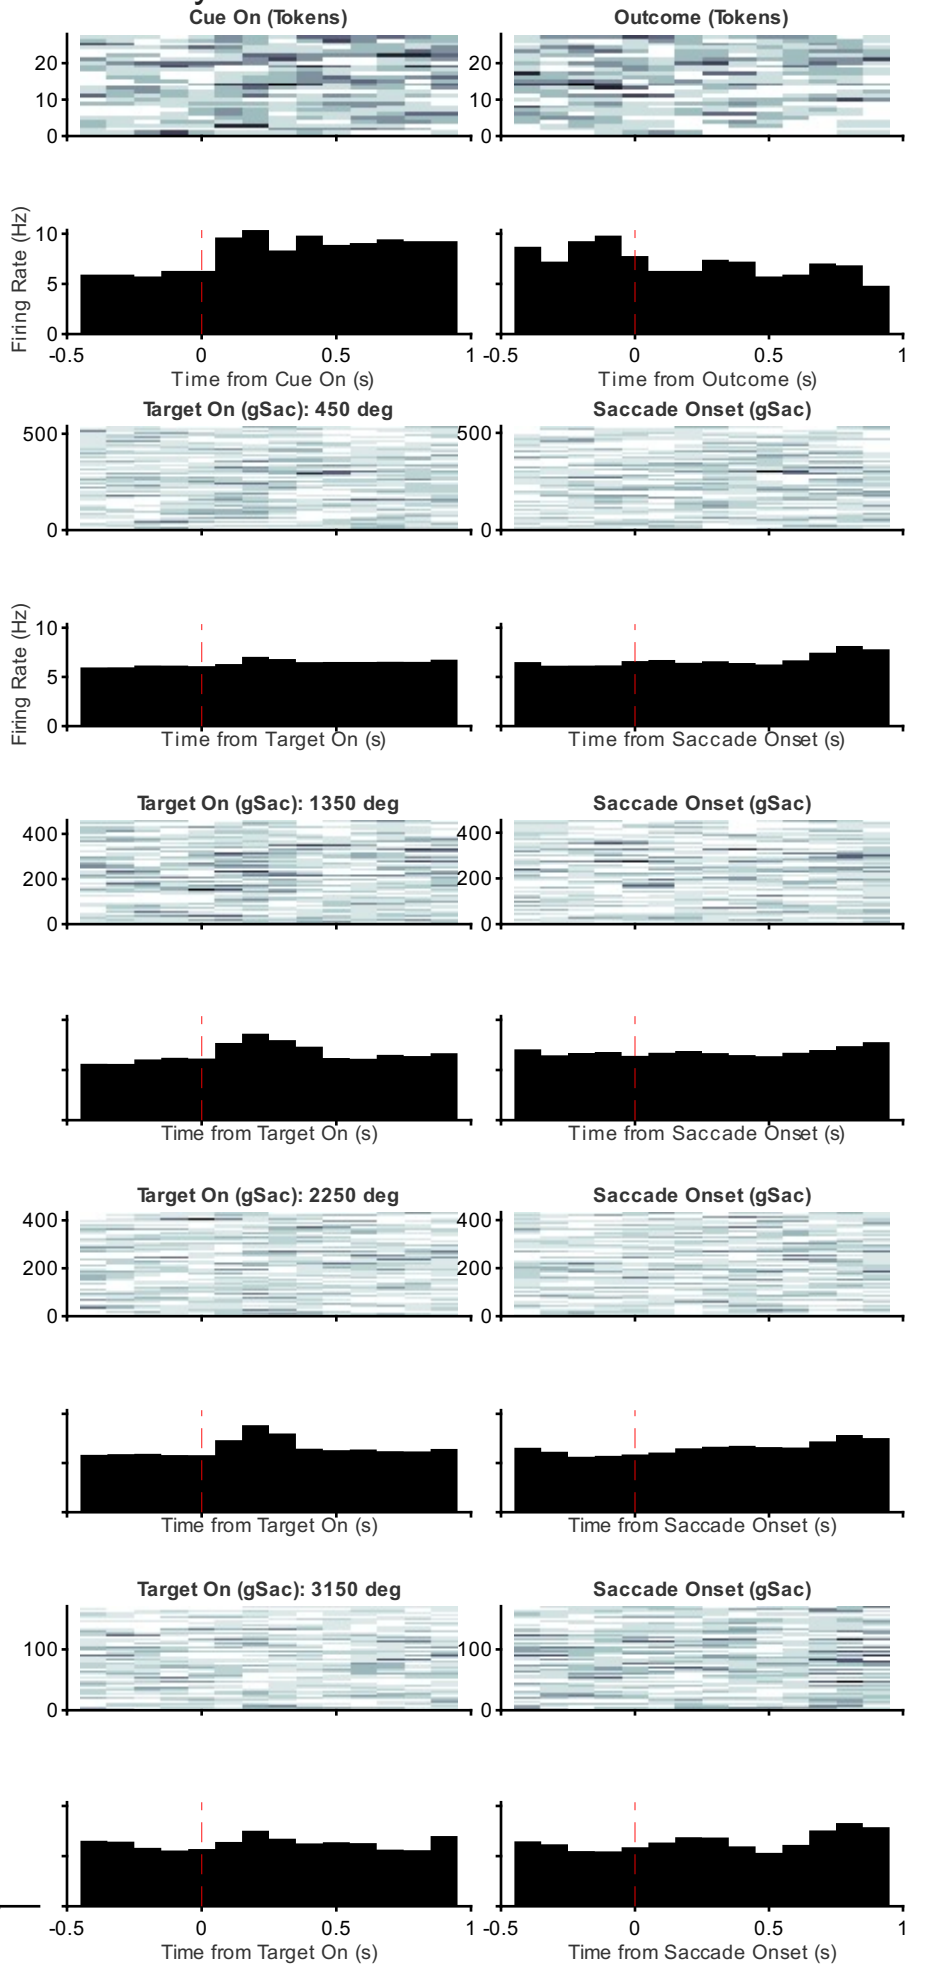 Cue On (Tokens) Outcome (Tokens)
20 20
10 10
0 0
Firing Rate (Hz)
10
5
0
-0.5 0 0.5 1 -0.5 0 0.5 1
Time from Cue On (s) Time from Outcome (s)
Target On (gSac): 450 deg Saccade Onset (gSac)
500 500
0 0
Firing Rate (Hz)
10
5
0
Time from Target On (s) Time from Saccade Onset (s)
Target On (gSac): 1350 deg Saccade Onset (gSac)
400 400
200 200
0 0
Time from Target On (s) Time from Saccade Onset (s)
Target On (gSac): 2250 deg Saccade Onset (gSac)
400 400
200 200
0 0
Time from Target On (s) Time from Saccade Onset (s)
Target On (gSac): 3150 deg Saccade Onset (gSac)
100 100
0 0
-0.5 0 0.5 1 -0.5 0 0.5 1
Time from Target On (s) Time from Saccade Onset (s)